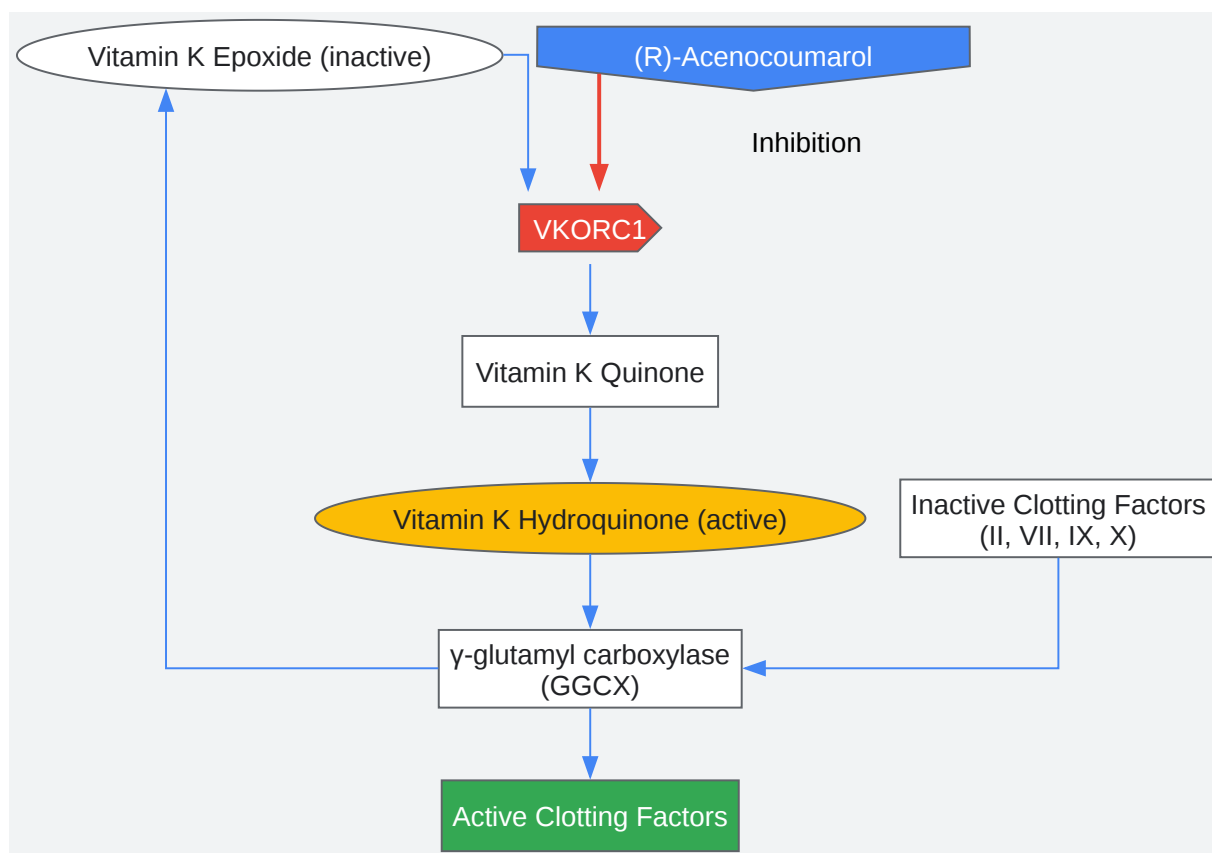 Vitamin K Epoxide (inactive)
(R)-Acenocoumarol
Inhibition
VKORC1
Vitamin K Quinone
Vitamin K Hydroquinone (active)
Inactive Clotting Factors
(II, VII, IX, X)
γ-glutamyl carboxylase
(GGCX)
Active Clotting Factors